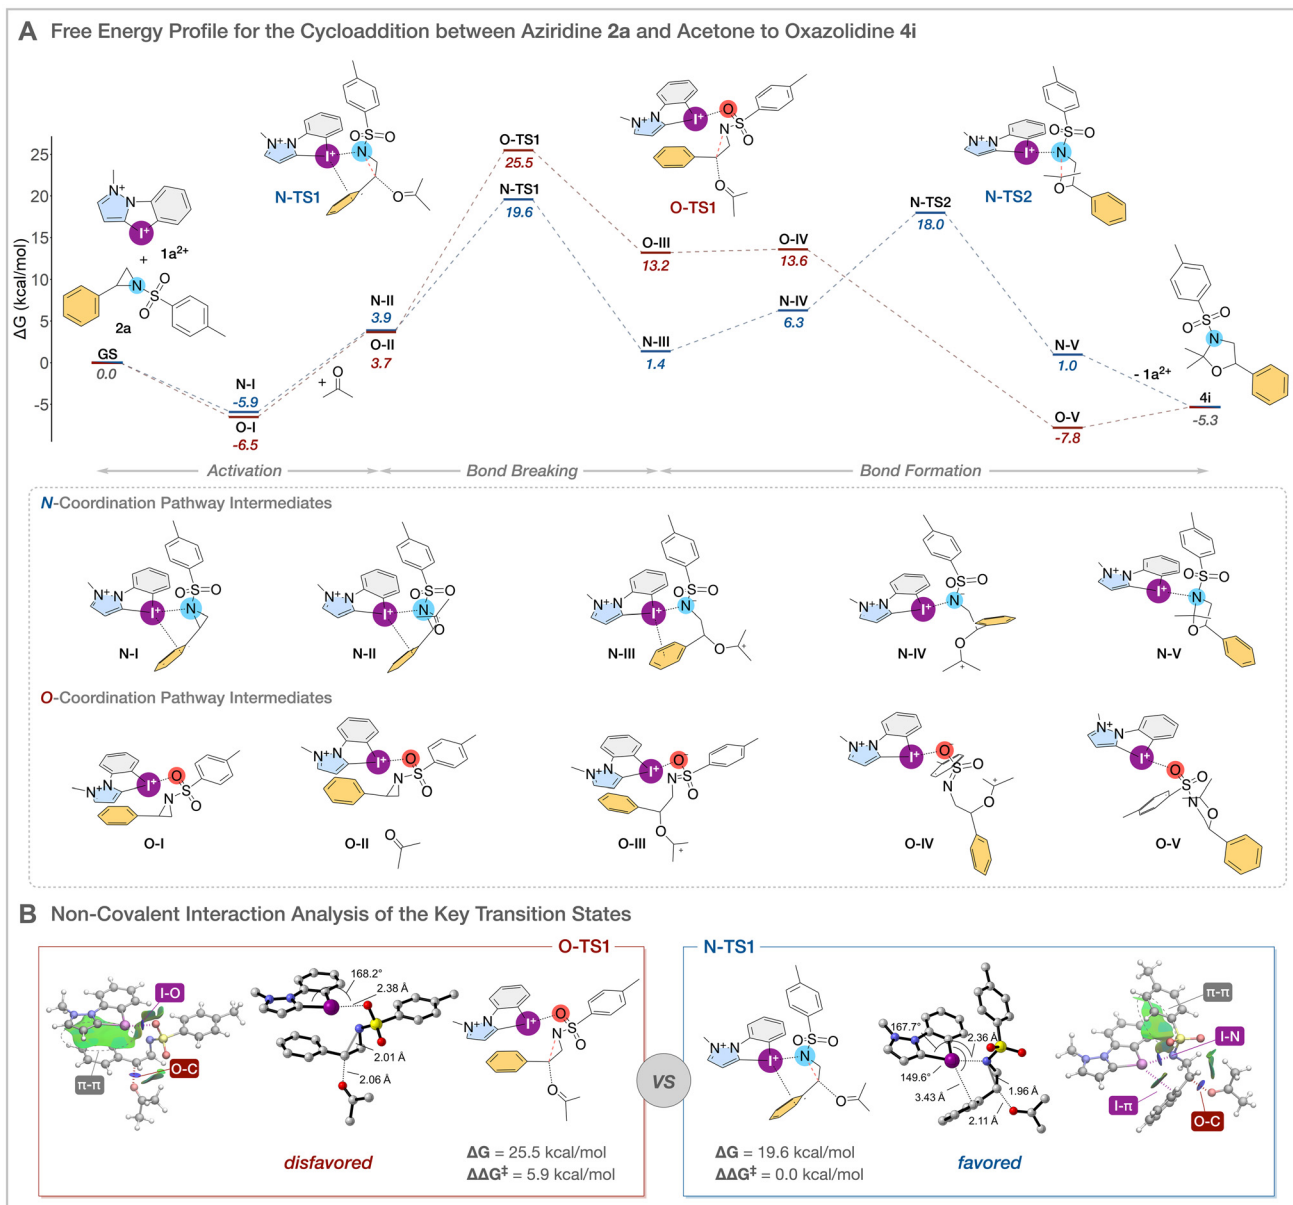 A Free Energy Profile for the Cycloaddition between Aziridine 2a and Acetone to Oxazolidine 4i
ΔG (kcal/mol)
25
20
15
10
5
0
-5
1a²⁺
+
2a
GS
0.0
N-I
-5.9
O-I
-6.5
+
N-II
3.9
O-II
3.7
N-TS1
O-TS1
25.5
N-TS1
19.6
O-TS1
O-III
13.2
N-III
1.4
O-IV
13.6
N-IV
6.3
N-TS2
18.0
N-TS2
N-V
1.0
O-V
-7.8
- 1a²⁺
4i
-5.3
Activation
Bond Breaking
Bond Formation
N-Coordination Pathway Intermediates
N-I
N-II
N-III
N-IV
N-V
O-Coordination Pathway Intermediates
O-I
O-II
O-III
O-IV
O-V
B Non-Covalent Interaction Analysis of the Key Transition States
O-TS1
I-O
π-π
O-C
168.2°
2.38 Å
2.01 Å
2.06 Å
disfavored
ΔG = 25.5 kcal/mol
ΔΔG‡ = 5.9 kcal/mol
VS
N-TS1
ΔG = 19.6 kcal/mol
ΔΔG‡ = 0.0 kcal/mol
167.7°
2.36 Å
149.6°
3.43 Å
1.96 Å
2.11 Å
favored
π-π
I-N
I-π
O-C